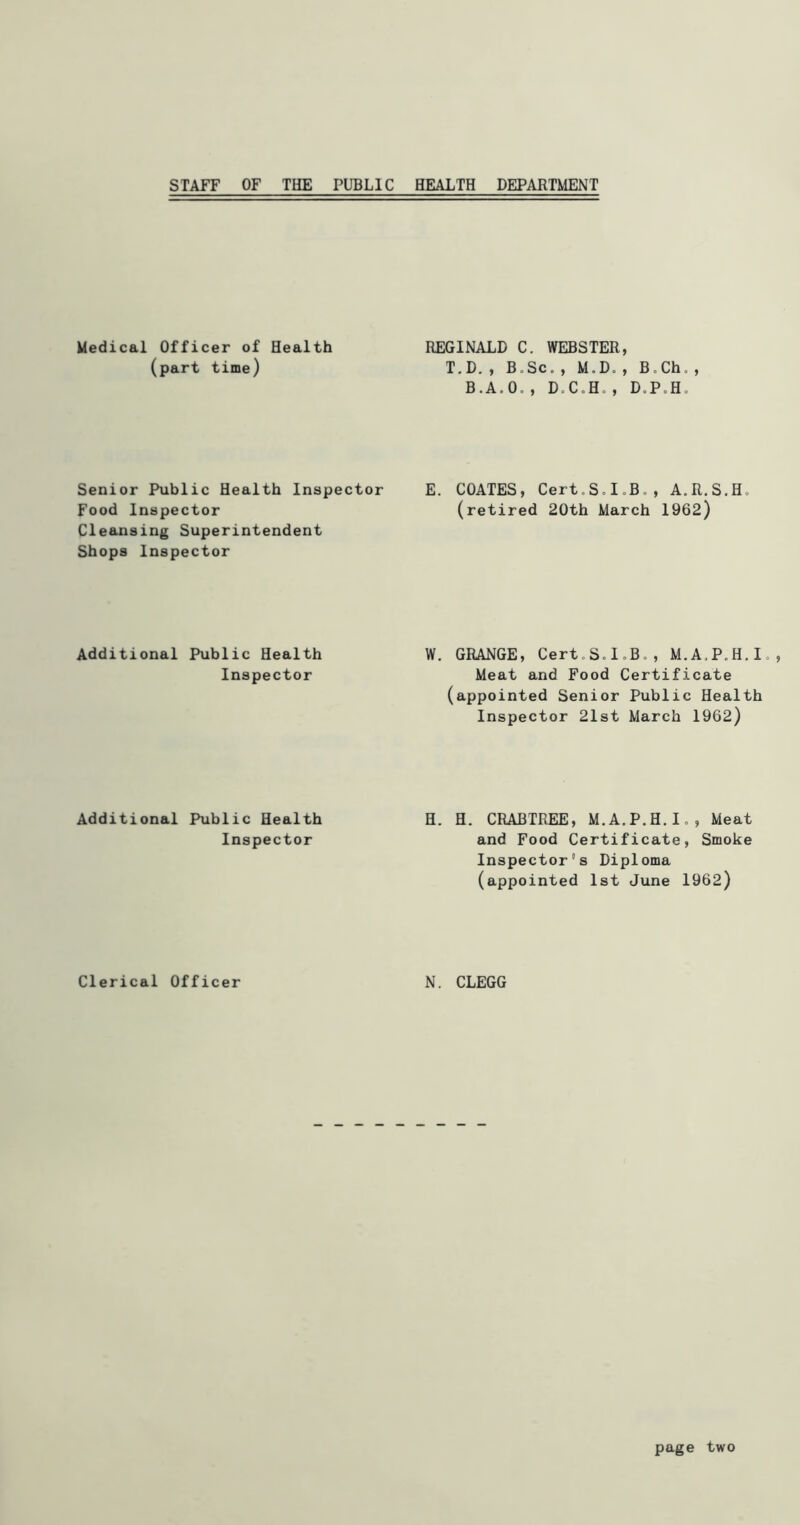 STAFF OF THE PUBLIC HEALTH DEPARTMENT
Medical Officer of Health
(part time)
REGINALD C. WEBSTER,
T.D., B.Sc., M.D., B.Ch.,
B.A.O., D.C.H., D.P.H.
Senior Public Health Inspector
Food Inspector
Cleansing Superintendent
Shops Inspector
E. COATES, Cert.S.I.B., A.R.S.H.
(retired 20th March 1962)
Additional Public Health
Inspector
W. GRANGE, Cert.S.I.B., M.A.P.H.I.,
Meat and Food Certificate
(appointed Senior Public Health
Inspector 21st March 1962)
Additional Public Health
Inspector
H. H. CRABTREE, M.A.P.H.I., Meat
and Food Certificate, Smoke
Inspector's Diploma
(appointed 1st June 1962)
Clerical Officer
N. CLEGG
- - - - - - - - -
page two